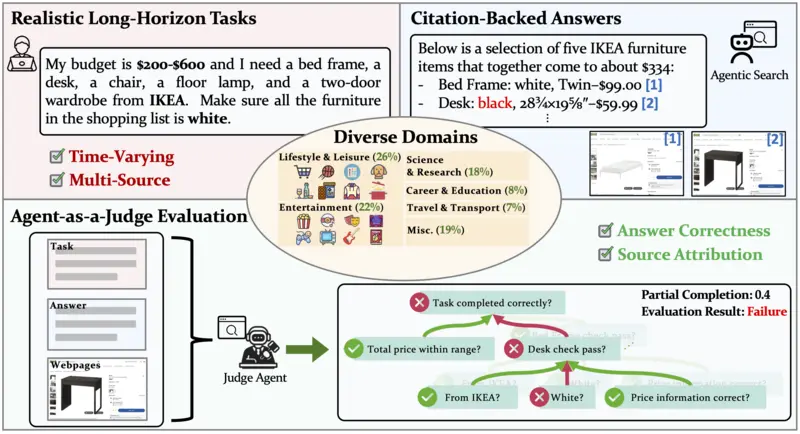 Realistic Long-Horizon Tasks
My budget is $200-$600 and I need a bed frame, a
desk, a chair, a floor lamp, and a two-door
wardrobe from IKEA. Make sure all the furniture
in the shopping list is white.
Time-Varying
Multi-Source
Citation-Backed Answers
Below is a selection of five IKEA furniture
items that together come to about $334:
- Bed Frame: white, Twin–$99.00 [1]
- Desk: black, 28¾×19⅝″–$59.99 [2]
⋮
Agentic Search
[1]
[2]
Diverse Domains
Lifestyle & Leisure (26%)
Entertainment (22%)
Science
& Research (18%)
Career & Education (8%)
Travel & Transport (7%)
Misc. (19%)
Answer Correctness
Source Attribution
Agent-as-a-Judge Evaluation
Task
Answer
Webpages
Judge Agent
Partial Completion: 0.4
Evaluation Result: Failure
Task completed correctly?
Total price within range?
Desk check pass?
From IKEA?
White?
Price information correct?